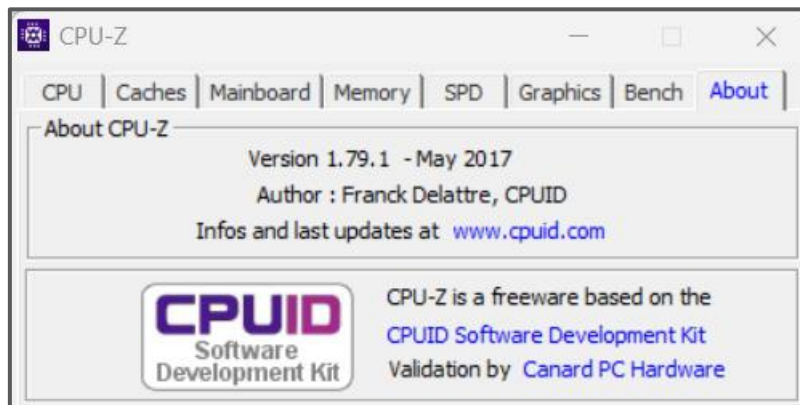 CPU-Z
CPU Caches Mainboard Memory SPD Graphics Bench About
About CPU-Z
Version 1.79.1 - May 2017
Author : Franck Delattre, CPUID
Infos and last updates at www.cpuid.com
CPUID
Software
Development Kit
CPU-Z is a freeware based on the
CPUID Software Development Kit
Validation by Canard PC Hardware